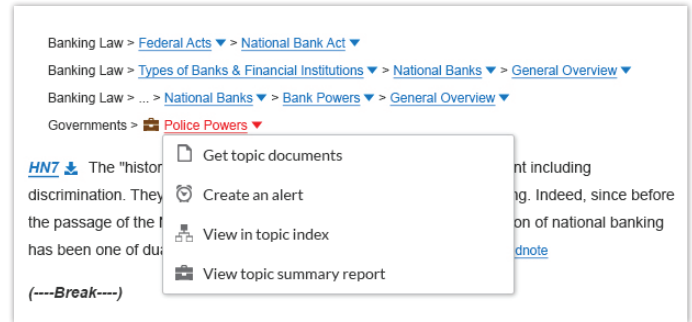 Banking Law > Federal Acts ▼ > National Bank Act ▼
Banking Law > Types of Banks & Financial Institutions ▼ > National Banks ▼ > General Overview ▼
Banking Law > ... > National Banks ▼ > Bank Powers ▼ > General Overview ▼
Governments > Police Powers ▼
Get topic documents
Create an alert
View in topic index
View topic summary report
HN7 The "histor nt including
discrimination. They ng. Indeed, since before
the passage of the on of national banking
has been one of dua dnote
(----Break----)